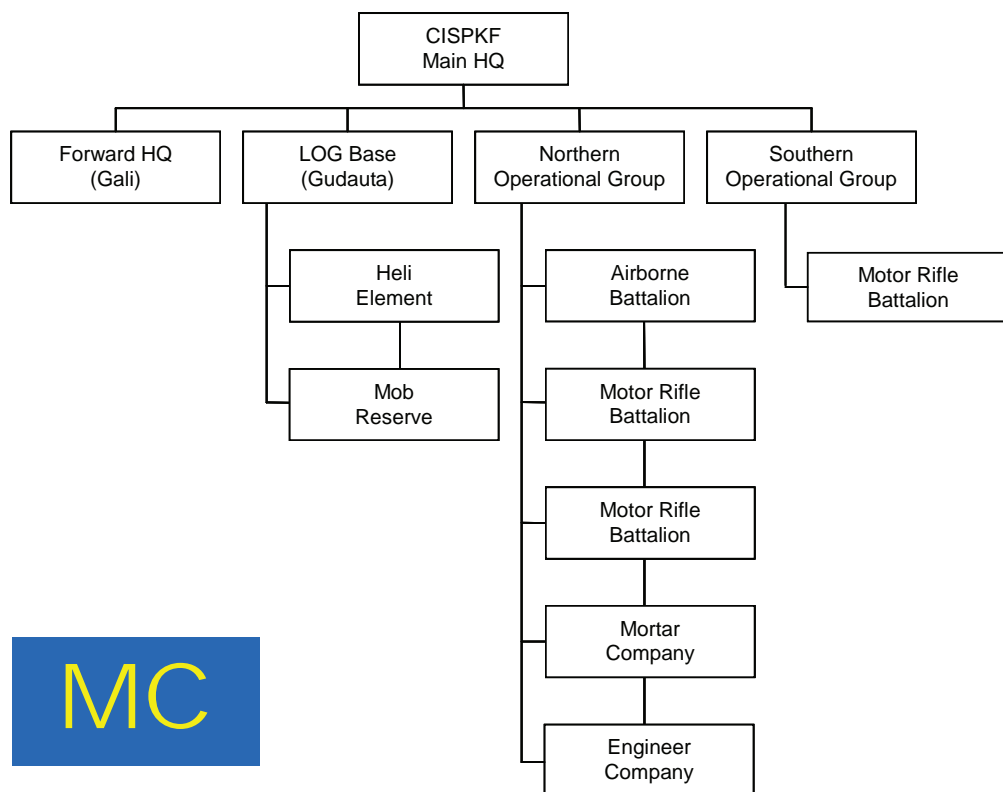 CISPKF
Main HQ
Forward HQ
(Gali)
LOG Base
(Gudauta)
Northern
Operational Group
Southern
Operational Group
Heli
Element
Mob
Reserve
Airborne
Battalion
Motor Rifle
Battalion
Motor Rifle
Battalion
Mortar
Company
Engineer
Company
Motor Rifle
Battalion
MC